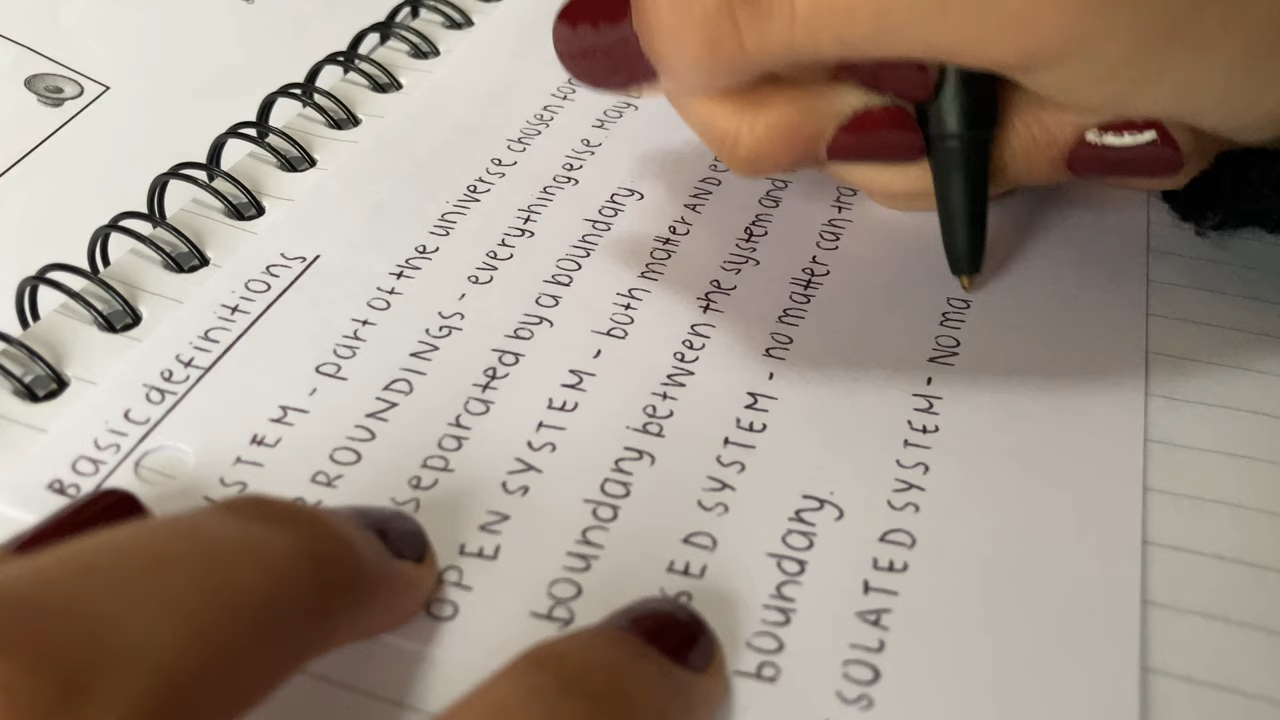 Basic definitions
STEM - part of the universe chosen for
ROUNDINGS - everything else. May
separated by a boundary.
OPEN SYSTEM - both matter AND
boundary between the system and
SED SYSTEM - no matter can tra
boundary.
SOLATED SYSTEM - NO ma